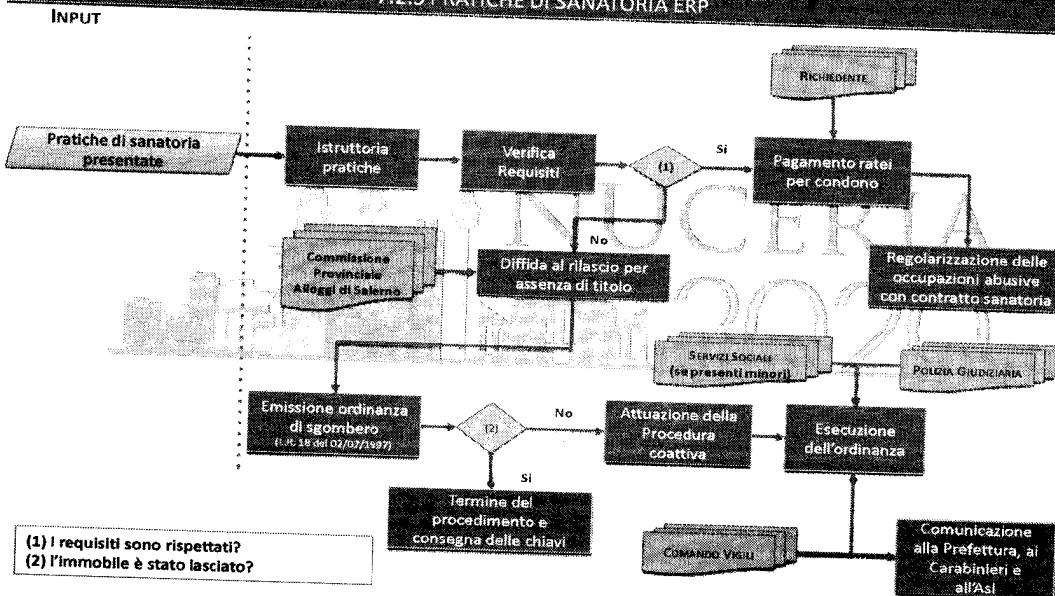 7.2.9 PRATICHE DI SANATORIA ERP
INPUT
RICHIEDENTE
Pratiche di sanatoria
presentate
Istruttoria
pratiche
Verifica
Requisiti
(1)
Si
Pagamento ratei
per condono
No
Commissione
Provinciale
Alloggi di Salerno
Diffida al rilascio per
assenza di titolo
Regolarizzazione delle
occupazioni abusive
con contratto sanatoria
NUCERIA
2020
SERVIZI SOCIALE
(se presenti minori)
POLIZIA GIUDIZIARIA
Emissione ordinanza
di sgombero
(L.R. 18 del 02/07/1997)
(2)
No
Attuazione della
Procedura
coattiva
Esecuzione
dell'ordinanza
Si
Termine del
procedimento e
consegna delle chiavi
COMANDO VIGILI
Comunicazione
alla Prefettura, ai
Carabinieri e
all'Asl
(1) I requisiti sono rispettati?
(2) l'immobile è stato lasciato?